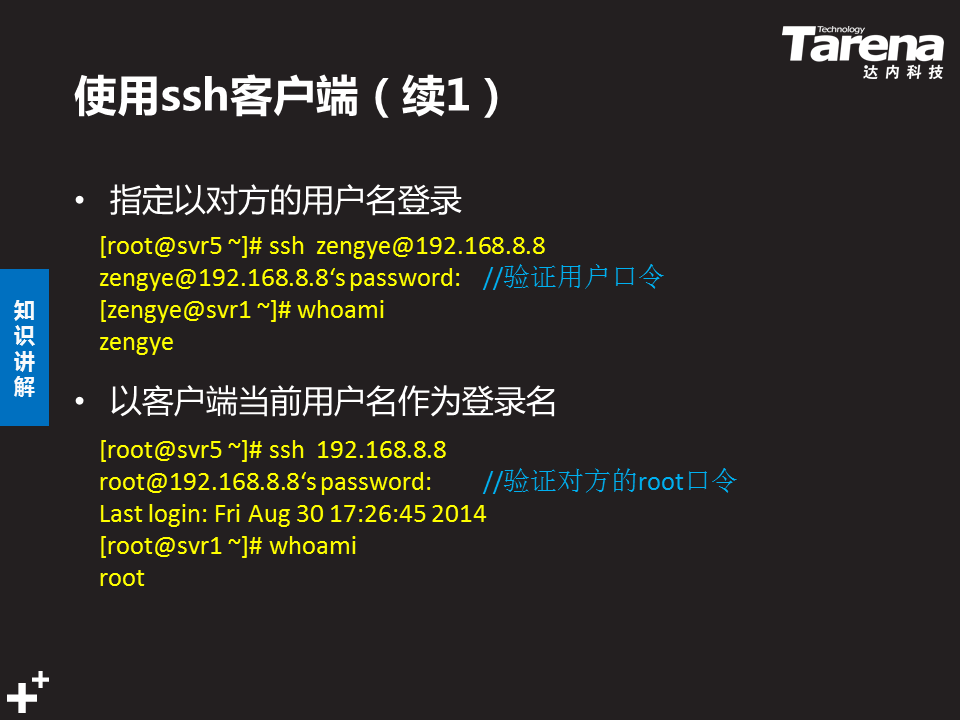 Technology
Tarena
达内科技
使用ssh客户端（续1）
• 指定以对方的用户名登录
[root@svr5 ~]# ssh  zengye@192.168.8.8
zengye@192.168.8.8‘s password:    //验证用户口令
[zengye@svr1 ~]# whoami
zengye
知识讲解
• 以客户端当前用户名作为登录名
[root@svr5 ~]# ssh  192.168.8.8
root@192.168.8.8‘s password:    //验证对方的root口令
Last login: Fri Aug 30 17:26:45 2014
[root@svr1 ~]# whoami
root